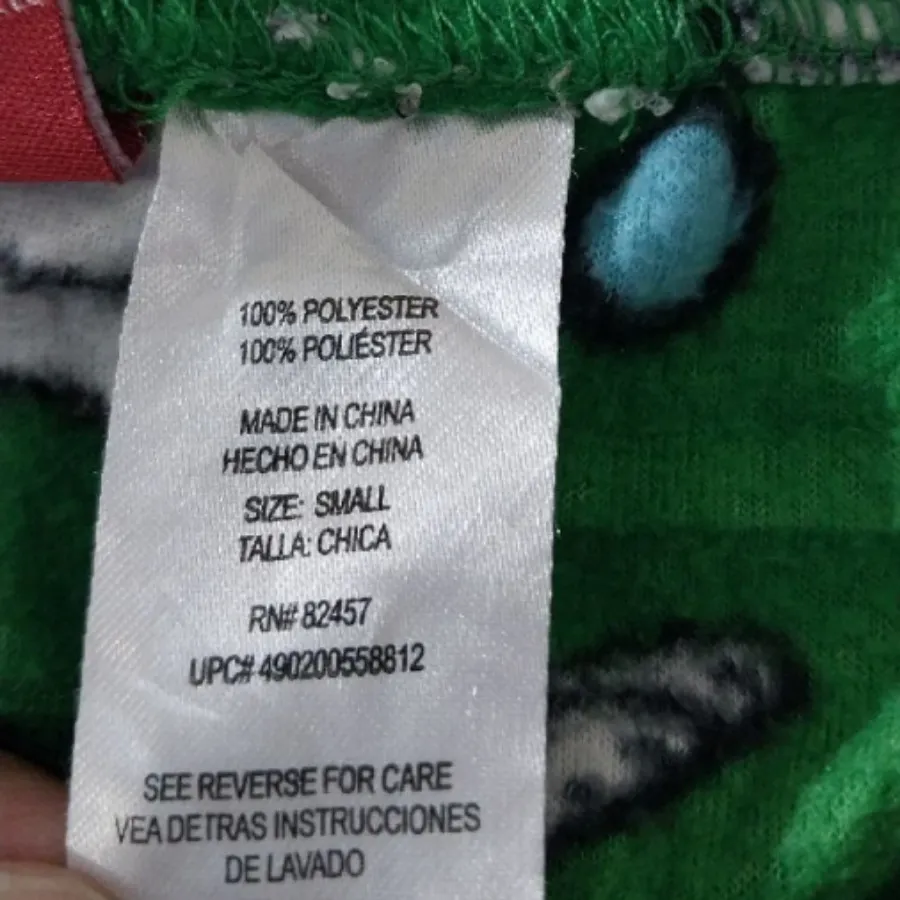 100% POLYESTER
100% POLIÉSTER
MADE IN CHINA
HECHO EN CHINA
SIZE: SMALL
TALLA: CHICA
RN# 82457
UPC# 490200558812
SEE REVERSE FOR CARE
VEA DETRAS INSTRUCCIONES
DE LAVADO